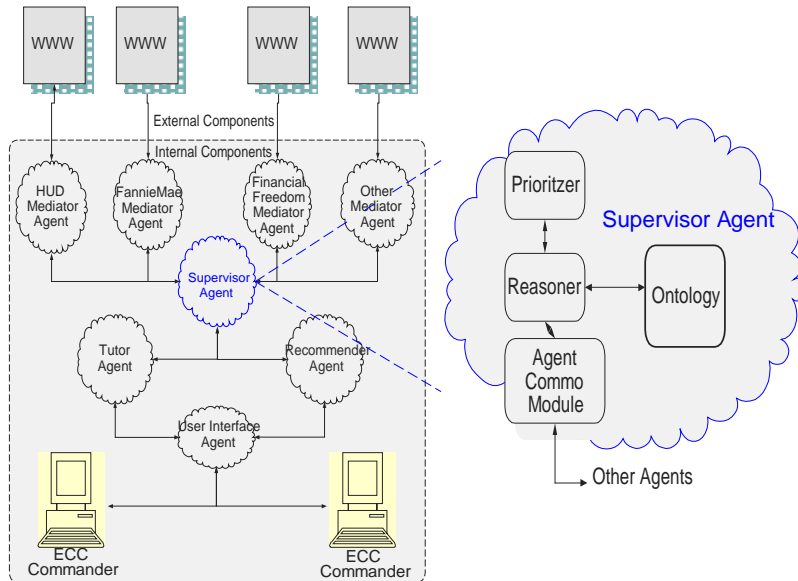 WWW
WWW
WWW
WWW
External Components
Internal Components
HUD
Mediator
Agent
FannieMae
Mediator
Agent
Financial
Freedom
Mediator
Agent
Other
Mediator
Agent
Supervisor
Agent
Tutor
Agent
Recommender
Agent
User Interface
Agent
ECC
Commander
ECC
Commander
Prioritzer
Supervisor Agent
Reasoner
Ontology
Agent
Commo
Module
Other Agents